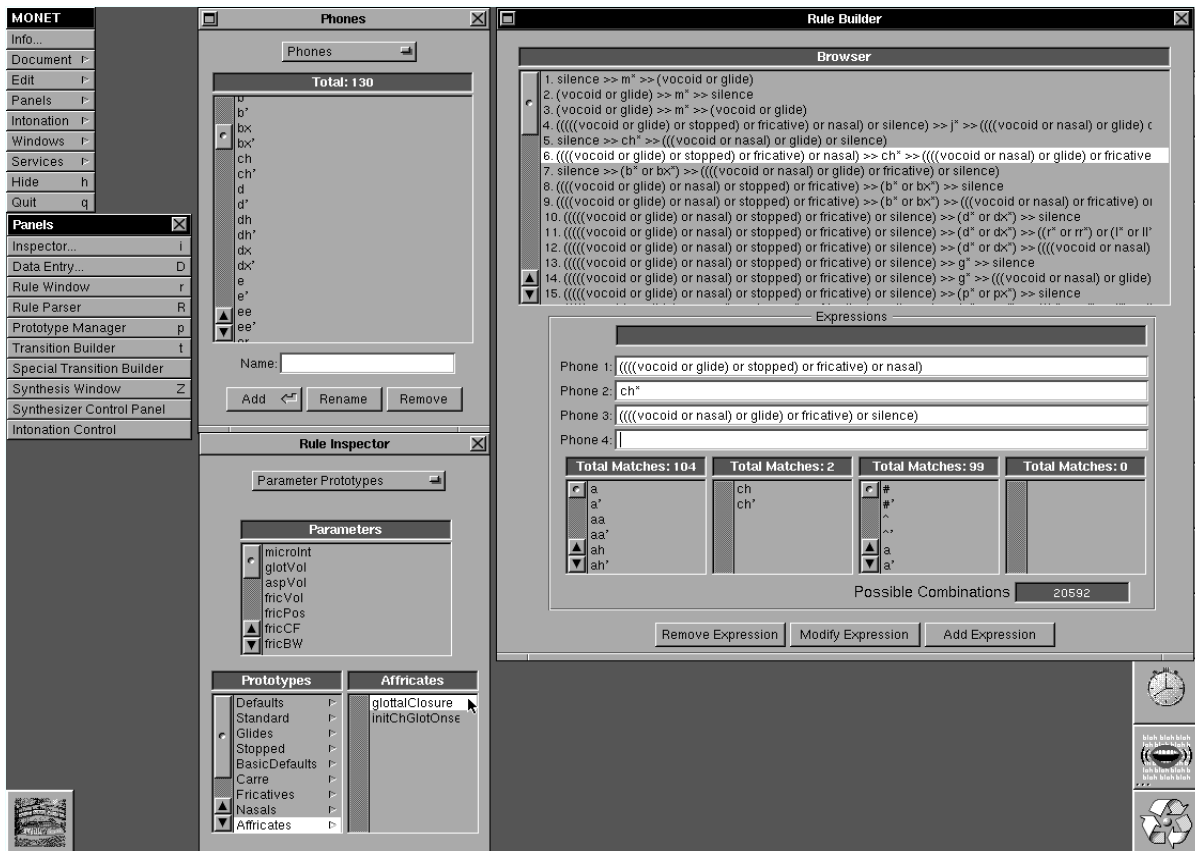 MONET
Info...
Document
Edit
Panels
Intonation
Windows
Services
Hide h
Quit q
Panels
Inspector... i
Data Entry... D
Rule Window r
Rule Parser R
Prototype Manager p
Transition Builder t
Special Transition Builder
Synthesis Window Z
Synthesizer Control Panel
Intonation Control
Phones
Phones
Total: 130
b'
bx
bx'
ch
ch'
d
d'
dh
dh'
dx
dx'
e
e'
ee
ee'
Name:
Add Rename Remove
Rule Inspector
Parameter Prototypes
Parameters
microInt
glotVol
aspVol
fricVol
fricPos
fricCF
fricBW
Prototypes
Defaults
Standard
Glides
Stopped
BasicDefaults
Carre
Fricatives
Nasals
Affricates
Affricates
glottalClosure
initChGlotOnse
Rule Builder
Browser
1. silence >> m* >> (vocoid or glide)
2. (vocoid or glide) >> m* >> silence
3. (vocoid or glide) >> m* >> (vocoid or glide)
4. (((((vocoid or glide) or stopped) or fricative) or nasal) or silence) >> j* >> ((((vocoid or nasal) or glide) c
5. silence >> ch* >> (((vocoid or nasal) or glide) or silence)
6. ((((vocoid or glide) or stopped) or fricative) or nasal) >> ch* >> ((((vocoid or nasal) or glide) or fricative
7. silence >> (b* or bx*) >> ((((vocoid or nasal) or glide) or fricative) or silence)
8. ((((vocoid or glide) or nasal) or stopped) or fricative) >> (b* or bx*) >> silence
9. ((((vocoid or glide) or nasal) or stopped) or fricative) >> (b* or bx*) >> (((vocoid or nasal) or fricative) or
10. (((((vocoid or glide) or nasal) or stopped) or fricative) or silence) >> (d* or dx*) >> silence
11. (((((vocoid or glide) or nasal) or stopped) or fricative) or silence) >> (d* or dx*) >> ((r* or rr*) or (l* or ll*
12. (((((vocoid or glide) or nasal) or stopped) or fricative) or silence) >> (d* or dx*) >> ((((vocoid or nasal)
13. (((((vocoid or glide) or nasal) or stopped) or fricative) or silence) >> g* >> silence
14. (((((vocoid or glide) or nasal) or stopped) or fricative) or silence) >> g* >> (((vocoid or nasal) or glide)
15. (((((vocoid or glide) or nasal) or stopped) or fricative) or silence) >> (p* or px*) >> silence
Expressions
Phone 1: ((((vocoid or glide) or stopped) or fricative) or nasal)
Phone 2: ch*
Phone 3: ((((vocoid or nasal) or glide) or fricative) or silence)
Phone 4:
Total Matches: 104
a
a'
aa
aa'
ah
ah'
Total Matches: 2
ch
ch'
Total Matches: 99
#
#'
^
^'
a
a'
Total Matches: 0
Possible Combinations 20592
Remove Expression Modify Expression Add Expression